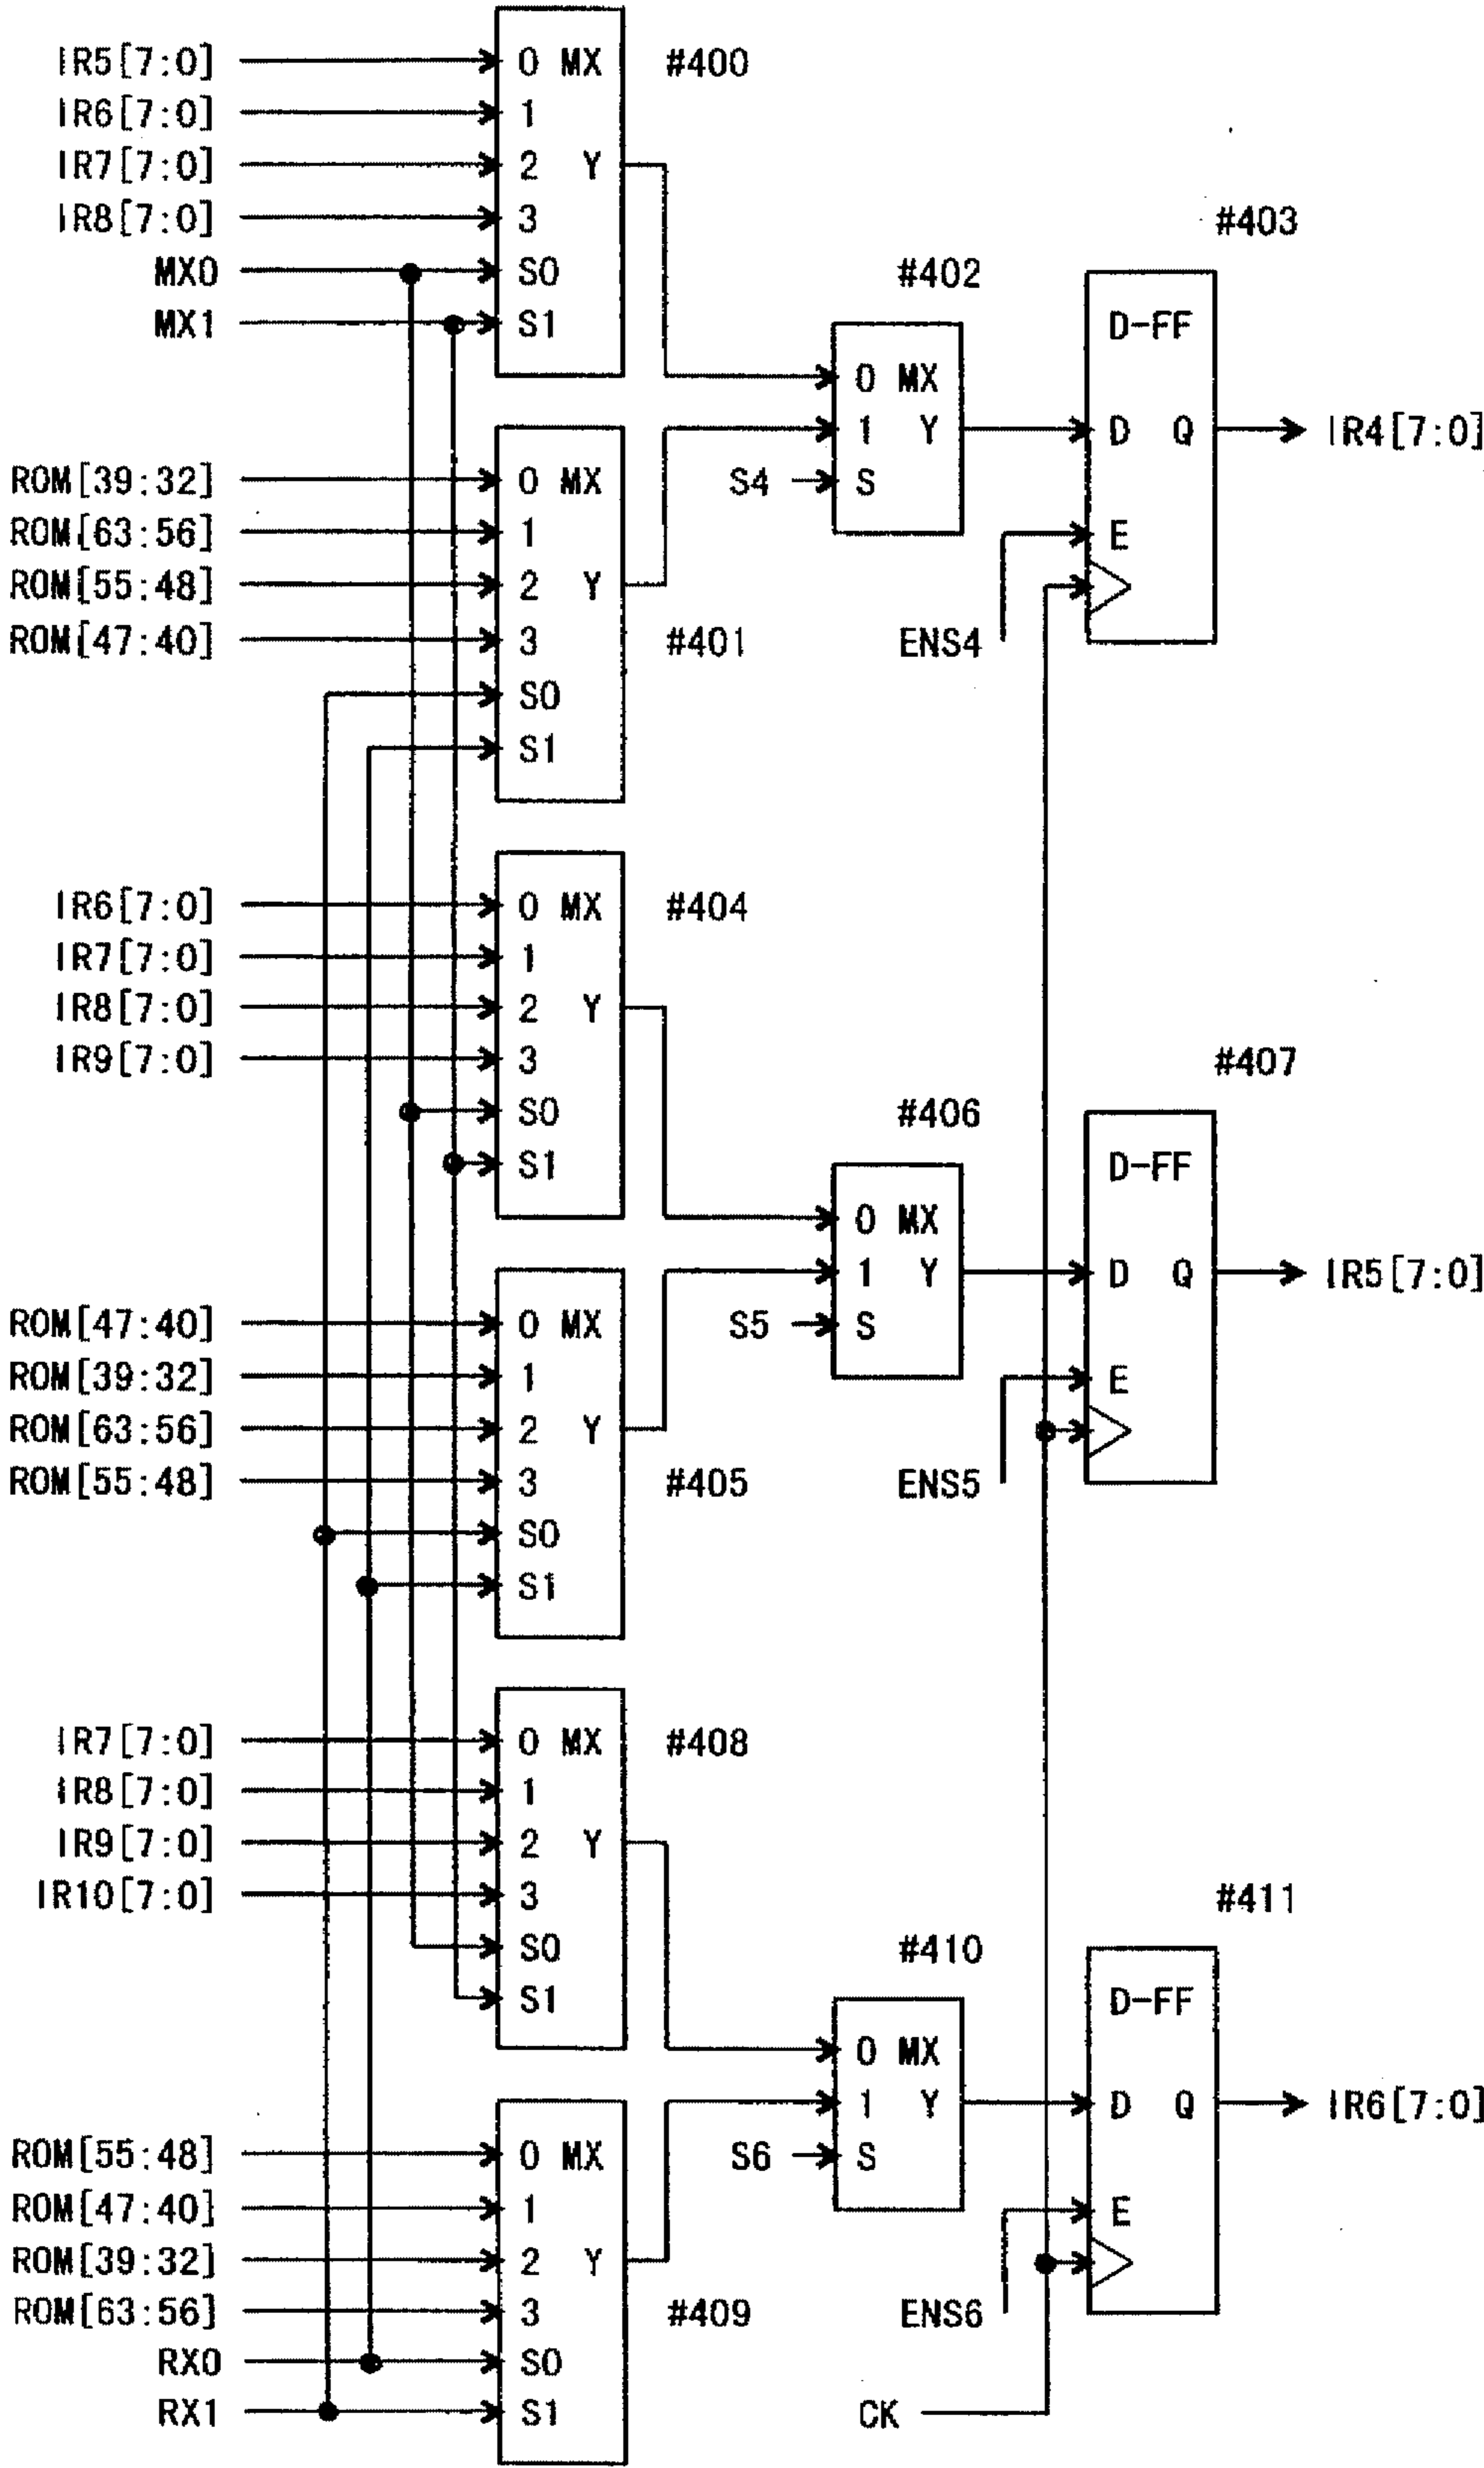 IR5[7:0]
IR6[7:0]
IR7[7:0]
IR8[7:0]
MX0
MX1
0 MX
1
2 Y
3
S0
S1
#400
ROM[39:32]
ROM[63:56]
ROM[55:48]
ROM[47:40]
0 MX
1
2 Y
3
S0
S1
#401
#402
0 MX
1 Y
S4
S
#403
D-FF
D Q
E
ENS4
IR4[7:0]
IR6[7:0]
IR7[7:0]
IR8[7:0]
IR9[7:0]
0 MX
1
2 Y
3
S0
S1
#404
ROM[47:40]
ROM[39:32]
ROM[63:56]
ROM[55:48]
0 MX
1
2 Y
3
S0
S1
#405
#406
0 MX
1 Y
S5
S
#407
D-FF
D Q
E
ENS5
IR5[7:0]
IR7[7:0]
IR8[7:0]
IR9[7:0]
IR10[7:0]
0 MX
1
2 Y
3
S0
S1
#408
ROM[55:48]
ROM[47:40]
ROM[39:32]
ROM[63:56]
RX0
RX1
0 MX
1
2 Y
3
S0
S1
#409
#410
0 MX
1 Y
S6
S
#411
D-FF
D Q
E
ENS6
IR6[7:0]
CK